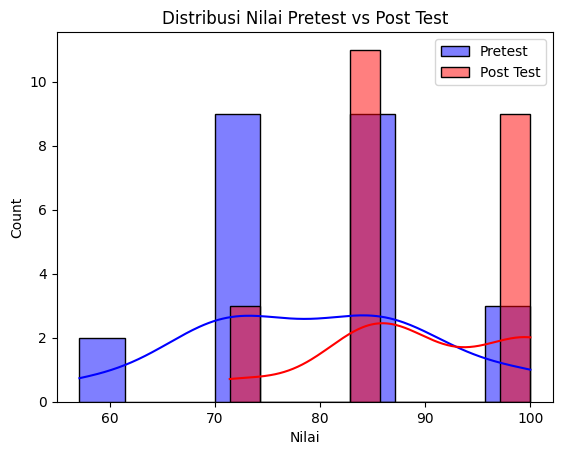 Distribusi Nilai Pretest vs Post Test
Pretest
Post Test
10
8
6
4
2
0
Count
60 70 80 90 100
Nilai